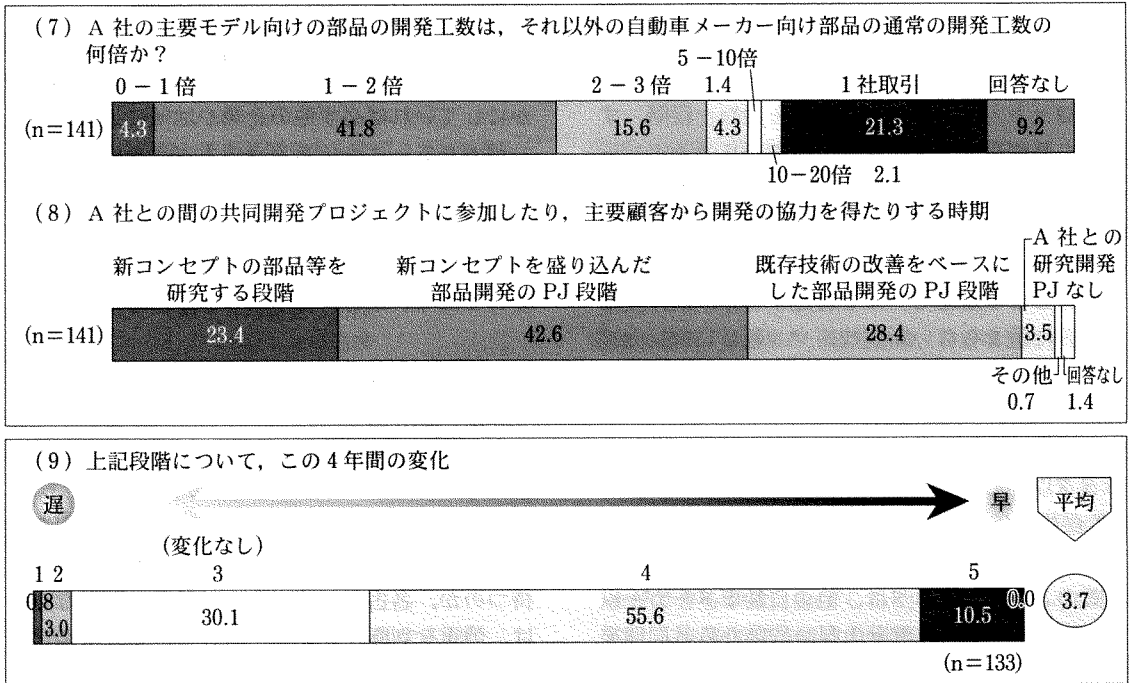 (7) A 社の主要モデル向けの部品の開発工数は，それ以外の自動車メーカー向け部品の通常の開発工数の
何倍か？
5－10倍
0－1 倍 1－2 倍 2－3 倍 1.4 1 社取引 回答なし
(n＝141) 4.3 41.8 15.6 4.3 21.3 9.2
10－20倍 2.1
(8) A 社との間の共同開発プロジェクトに参加したり，主要顧客から開発の協力を得たりする時期
A 社との
新コンセプトの部品等を 新コンセプトを盛り込んだ 既存技術の改善をベースに 研究開発
研究する段階 部品開発の PJ 段階 した部品開発の PJ 段階 PJ なし
(n＝141) 23.4 42.6 28.4 3.5
その他 回答なし
0.7 1.4
(9) 上記段階について，この 4 年間の変化
遅 早 平均
(変化なし)
1 2 3 4 5
0.8 3.0 30.1 55.6 10.5 0.0 3.7
(n＝133)